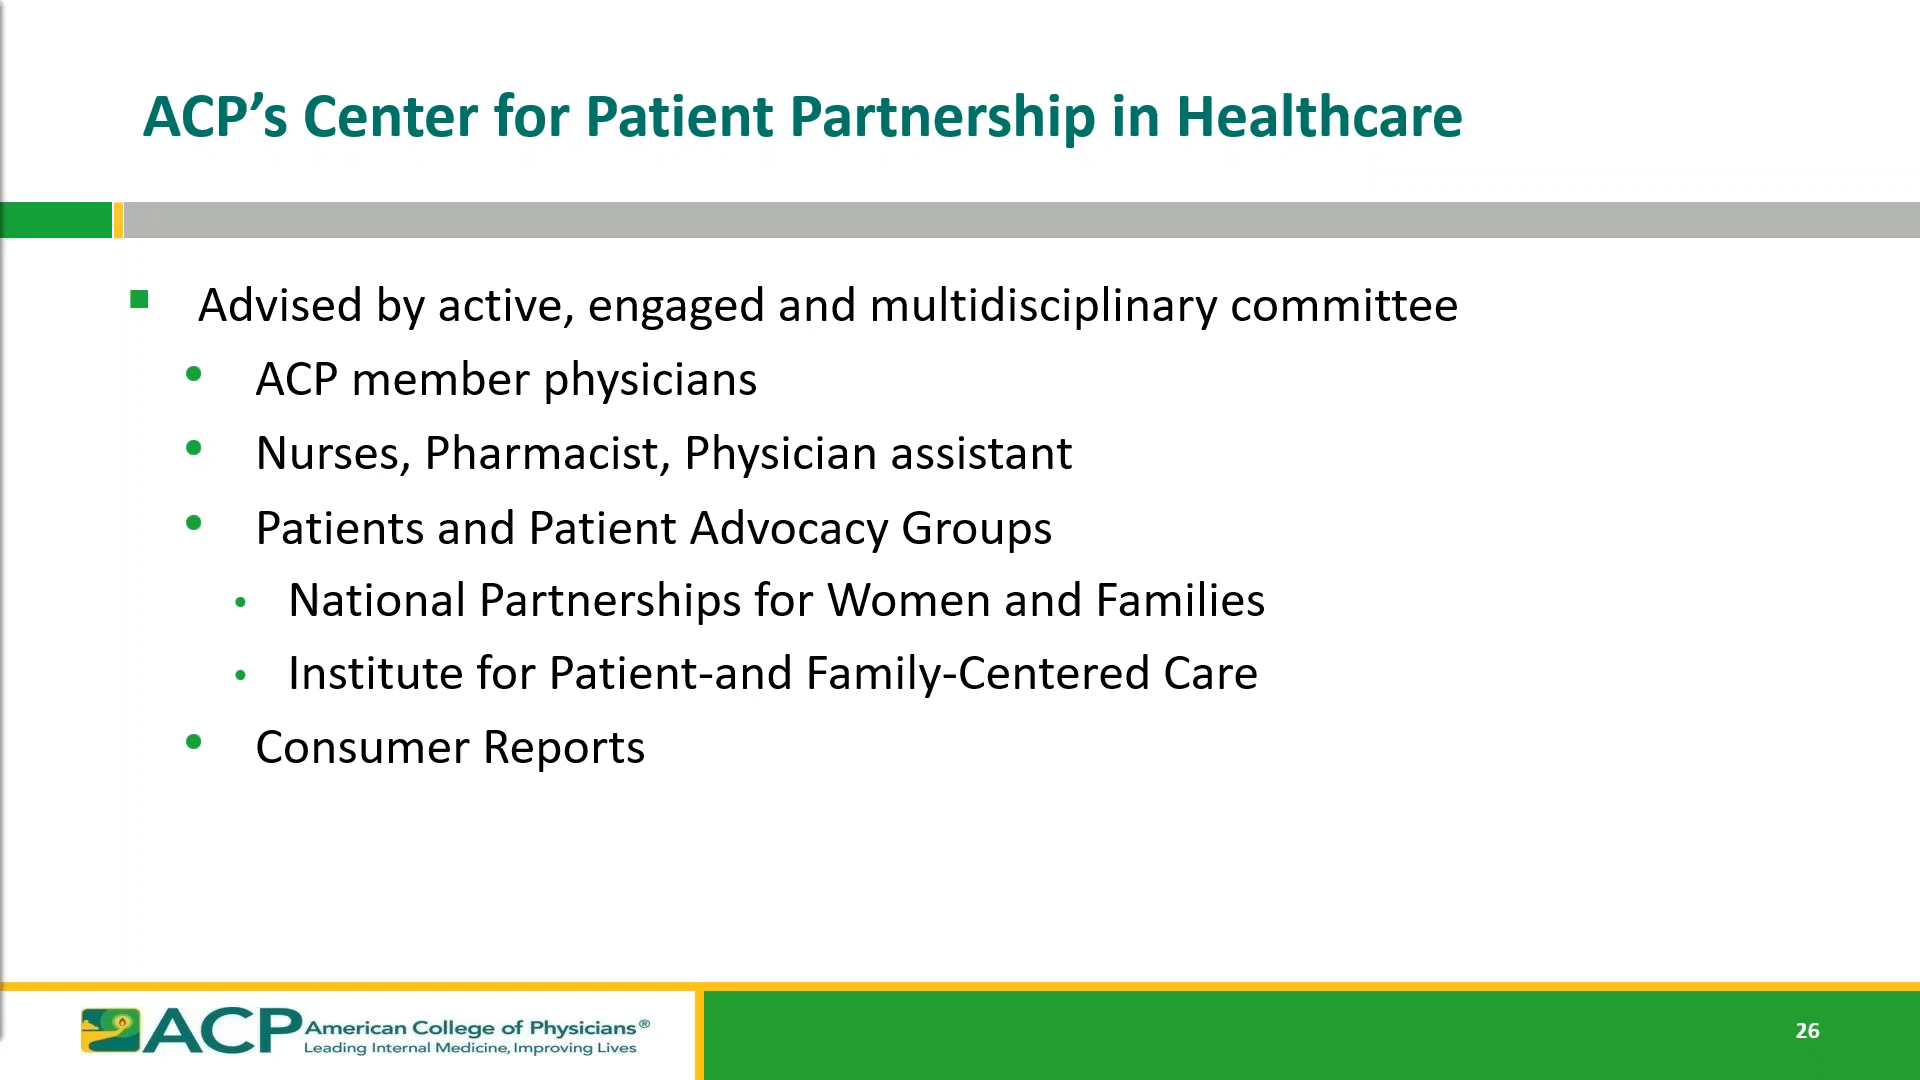 ACP’s Center for Patient Partnership in Healthcare
Advised by active, engaged and multidisciplinary committee
ACP member physicians
Nurses, Pharmacist, Physician assistant
Patients and Patient Advocacy Groups
National Partnerships for Women and Families
Institute for Patient-and Family-Centered Care
Consumer Reports
ACP American College of Physicians®
Leading Internal Medicine, Improving Lives
26